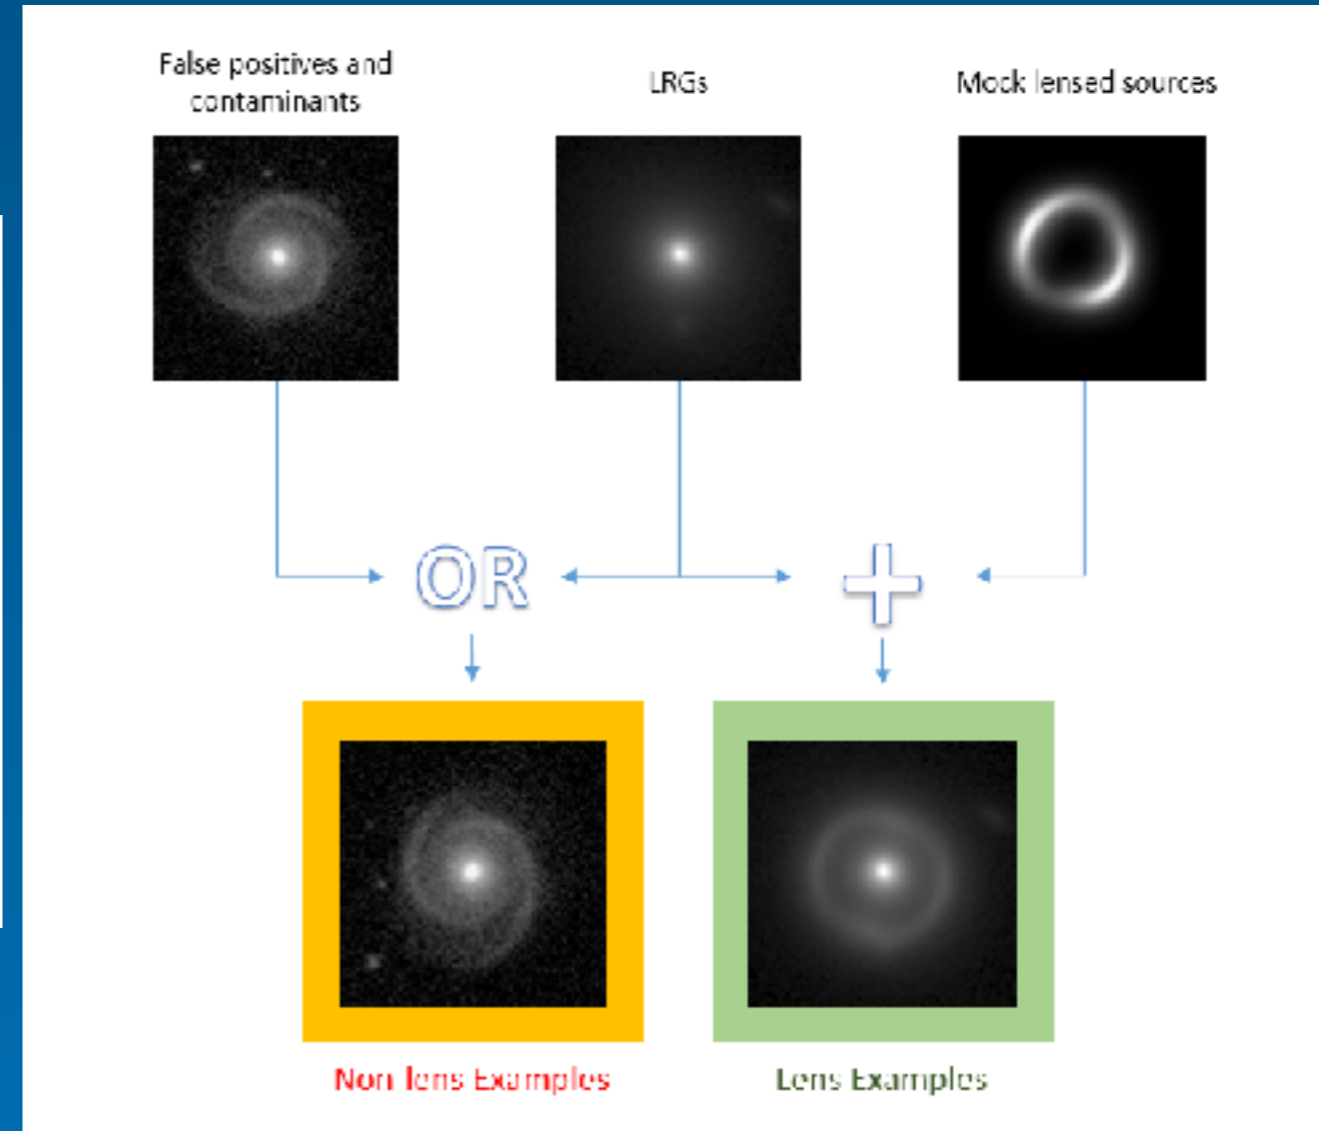 False positives and
contaminants
LRGs
Mock lensed sources
OR
+
Non-lens Examples
Lens Examples